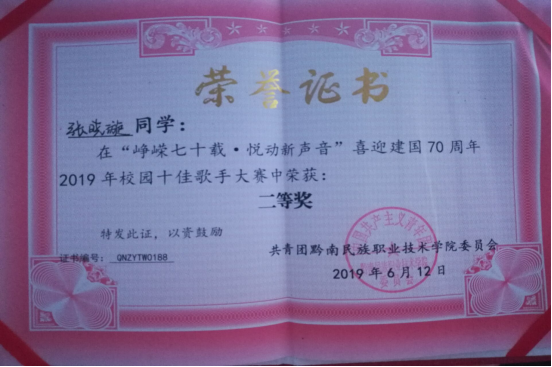 荣誉证书
张晓璇同学：
在“峥嵘七十载·悦动新声音”喜迎建国70周年
2019年校园十佳歌手大赛中荣获：
二等奖
特发此证，以资鼓励
证书编号： QNZYTW0188
共青团黔南民族职业技术学院委员会
2019年6月12日